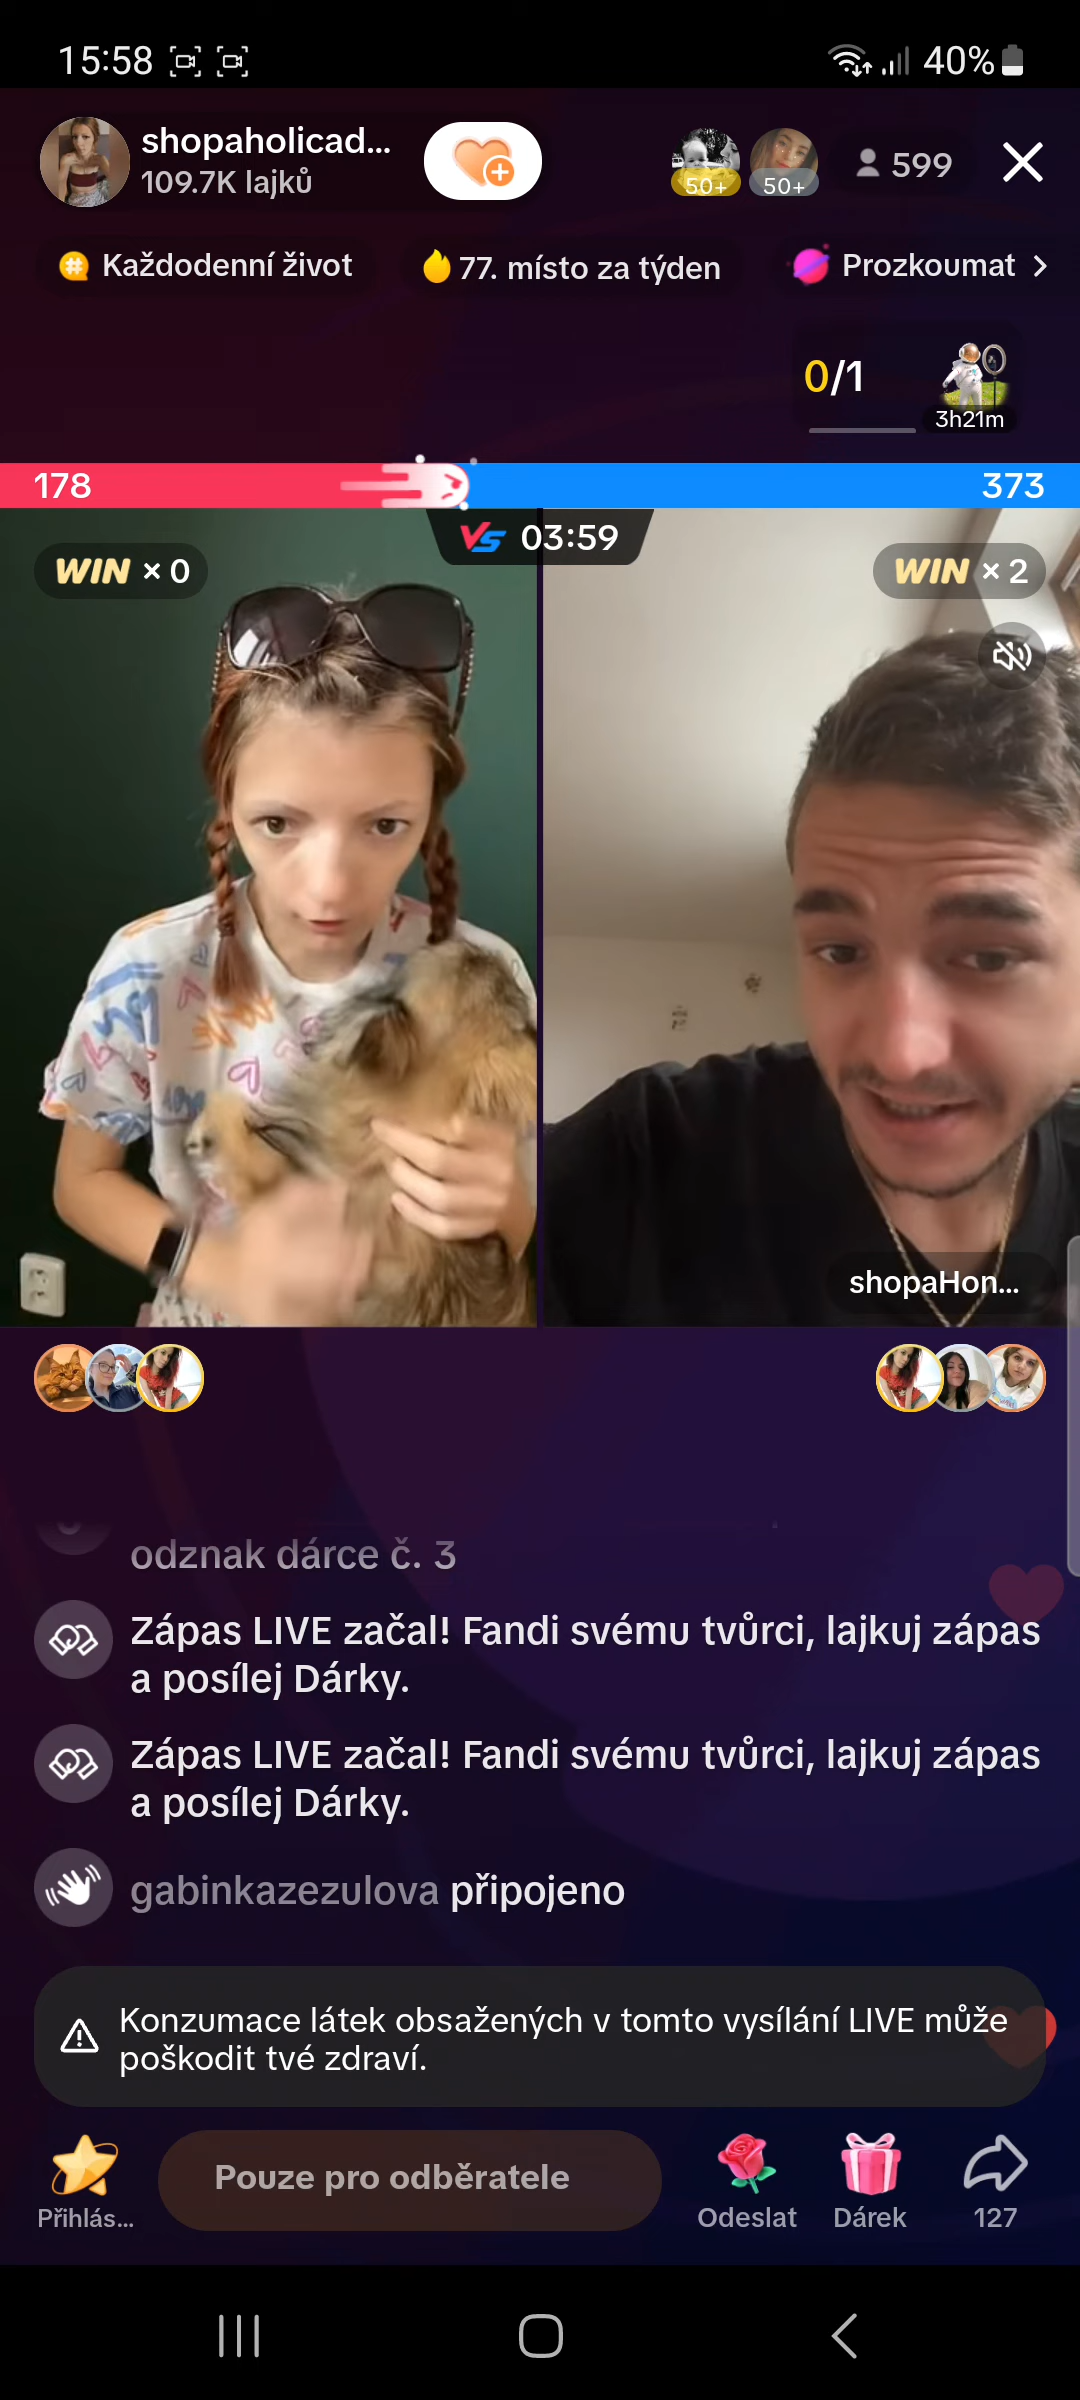 15:58
40%
shopaholicad...
109.7K lajků
50+
50+
599
Každodenní život
77. místo za týden
Prozkoumat
0/1
3h21m
178
373
VS 03:59
WIN × 0
WIN × 2
shopaHon...
odznak dárce č. 3
Zápas LIVE začal! Fandi svému tvůrci, lajkuj zápas
a posílej Dárky.
Zápas LIVE začal! Fandi svému tvůrci, lajkuj zápas
a posílej Dárky.
gabinkazezulova připojeno
Konzumace látek obsažených v tomto vysílání LIVE může
poškodit tvé zdraví.
Pouze pro odběratele
Přihlás...
Odeslat
Dárek
127